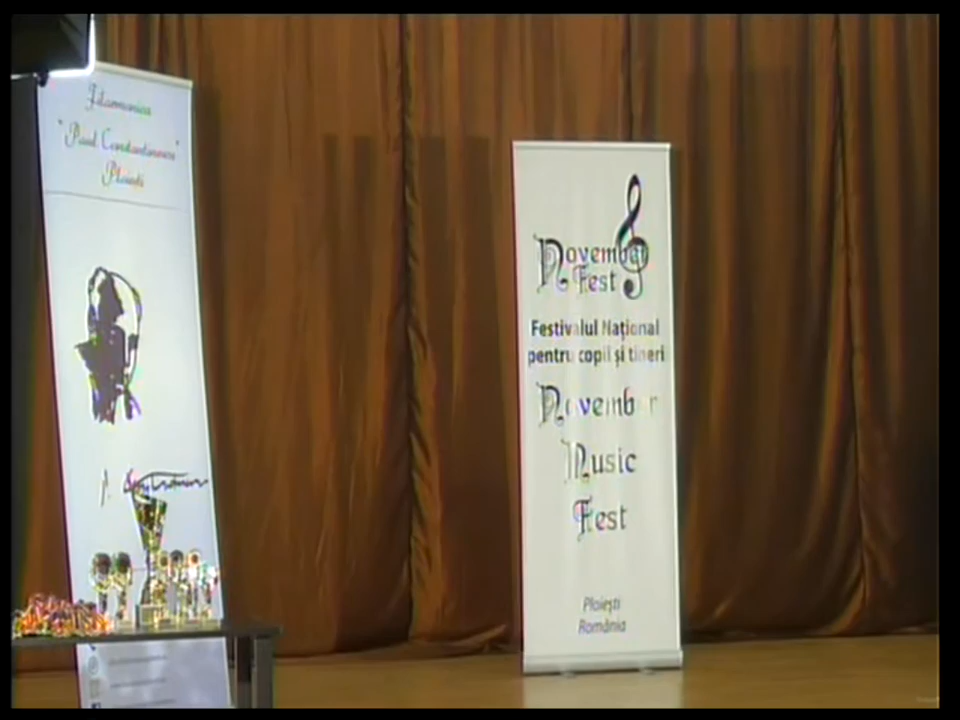 Filarmonica
"Paul Constantinescu"
Ploiești
November
Fest
Festivalul Național
pentru copii și tineri
November
Music
Fest
Ploiești
România